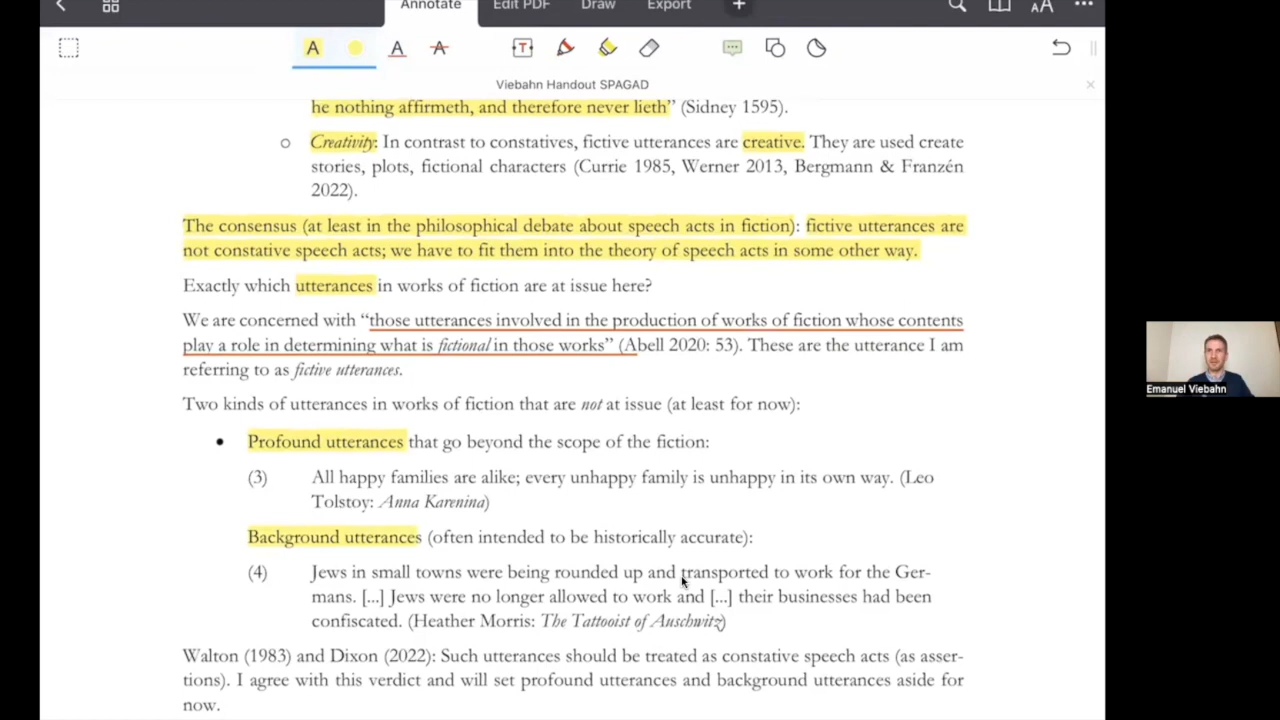 Annotate Edit PDF Draw Export + AA
A A A T
Viebahn Handout SPAGAD
he nothing affirmeth, and therefore never lieth” (Sidney 1595).
Creativity: In contrast to constatives, fictive utterances are creative. They are used create
stories, plots, fictional characters (Currie 1985, Werner 2013, Bergmann & Franzén
2022).
The consensus (at least in the philosophical debate about speech acts in fiction): fictive utterances are
not constative speech acts; we have to fit them into the theory of speech acts in some other way.
Exactly which utterances in works of fiction are at issue here?
We are concerned with “those utterances involved in the production of works of fiction whose contents
play a role in determining what is fictional in those works” (Abell 2020: 53). These are the utterance I am
referring to as fictive utterances.
Two kinds of utterances in works of fiction that are not at issue (at least for now):
• Profound utterances that go beyond the scope of the fiction:
(3) All happy families are alike; every unhappy family is unhappy in its own way. (Leo
Tolstoy: Anna Karenina)
Background utterances (often intended to be historically accurate):
(4) Jews in small towns were being rounded up and transported to work for the Ger-
mans. [...] Jews were no longer allowed to work and [...] their businesses had been
confiscated. (Heather Morris: The Tattooist of Auschwitz)
Walton (1983) and Dixon (2022): Such utterances should be treated as constative speech acts (as asser-
tions). I agree with this verdict and will set profound utterances and background utterances aside for
now.
Emanuel Viebahn